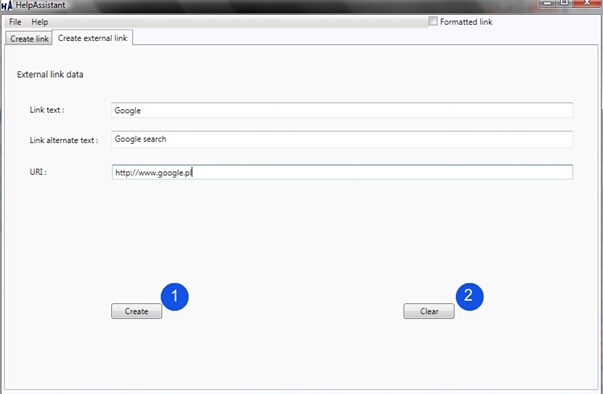 HelpAssistant
File Help Formatted link
Create link Create external link
External link data
Link text : Google
Link alternate text : Google search
URI : http://www.google.pl
1 2
Create Clear